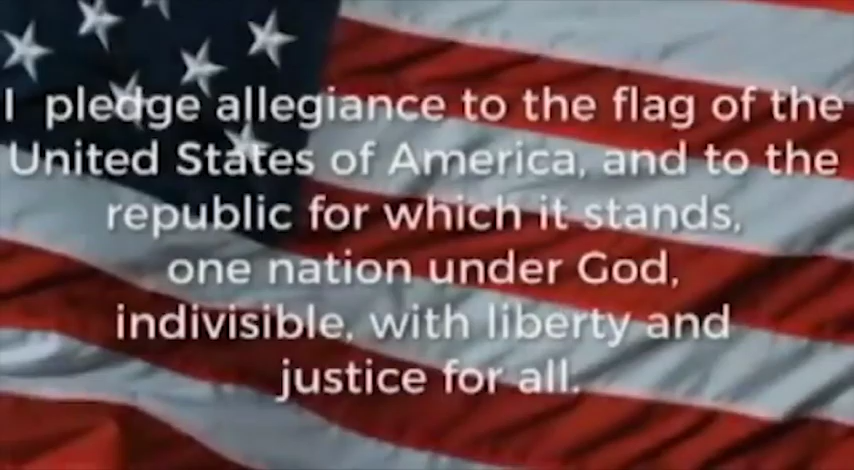 I pledge allegiance to the flag of the
United States of America, and to the
republic for which it stands,
one nation under God,
indivisible, with liberty and
justice for all.